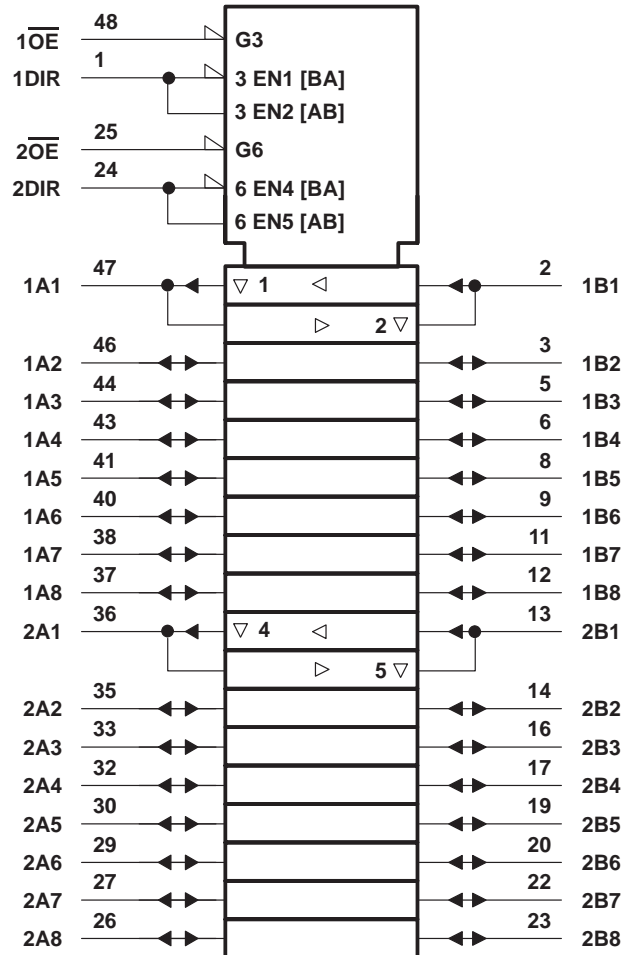 48
1O̅E̅ G3
1
1DIR 3 EN1 [BA]
3 EN2 [AB]
25
2O̅E̅ G6
24
2DIR 6 EN4 [BA]
6 EN5 [AB]
47 2
1A1 ▽ 1 ◁ 1B1
▷ 2 ▽
46 3
1A2 1B2
44 5
1A3 1B3
43 6
1A4 1B4
41 8
1A5 1B5
40 9
1A6 1B6
38 11
1A7 1B7
37 12
1A8 1B8
36 13
2A1 ▽ 4 ◁ 2B1
▷ 5 ▽
35 14
2A2 2B2
33 16
2A3 2B3
32 17
2A4 2B4
30 19
2A5 2B5
29 20
2A6 2B6
27 22
2A7 2B7
26 23
2A8 2B8